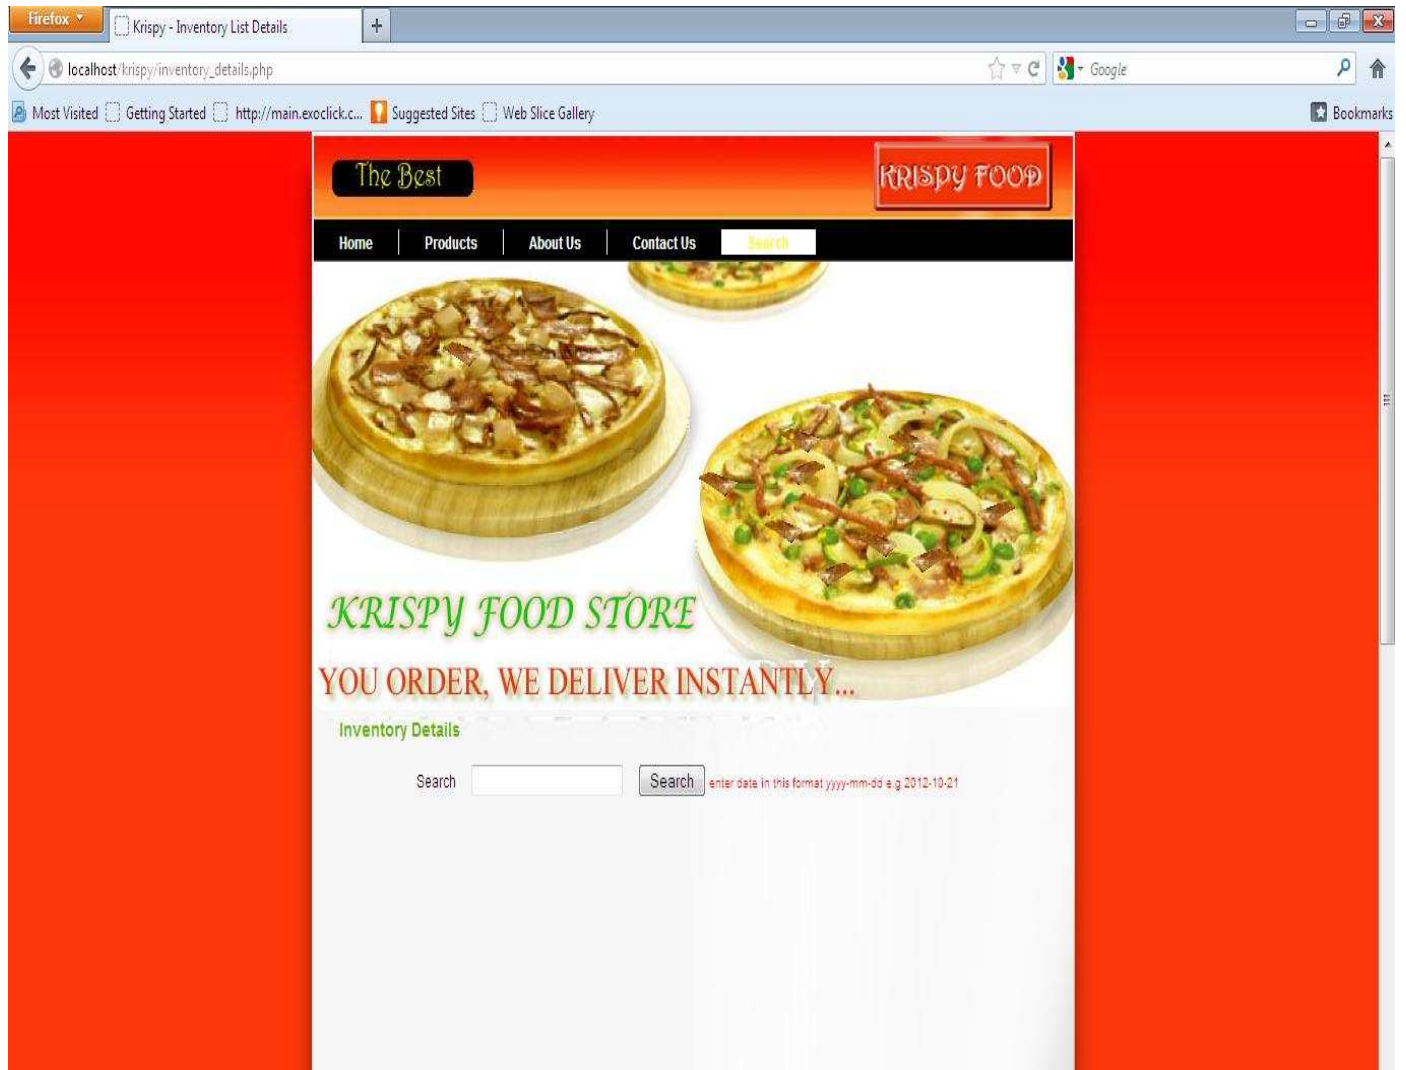 Firefox
Krispy - Inventory List Details
+
localhost/krispy/inventory_details.php
Google
Most Visited Getting Started http://main.exoclick.c... Suggested Sites Web Slice Gallery Bookmarks
The Best
KRISPY FOOD
Home Products About Us Contact Us Search
KRISPY FOOD STORE
YOU ORDER, WE DELIVER INSTANTLY...
Inventory Details
Search Search enter date in this format yyyy-mm-dd e.g 2012-10-21